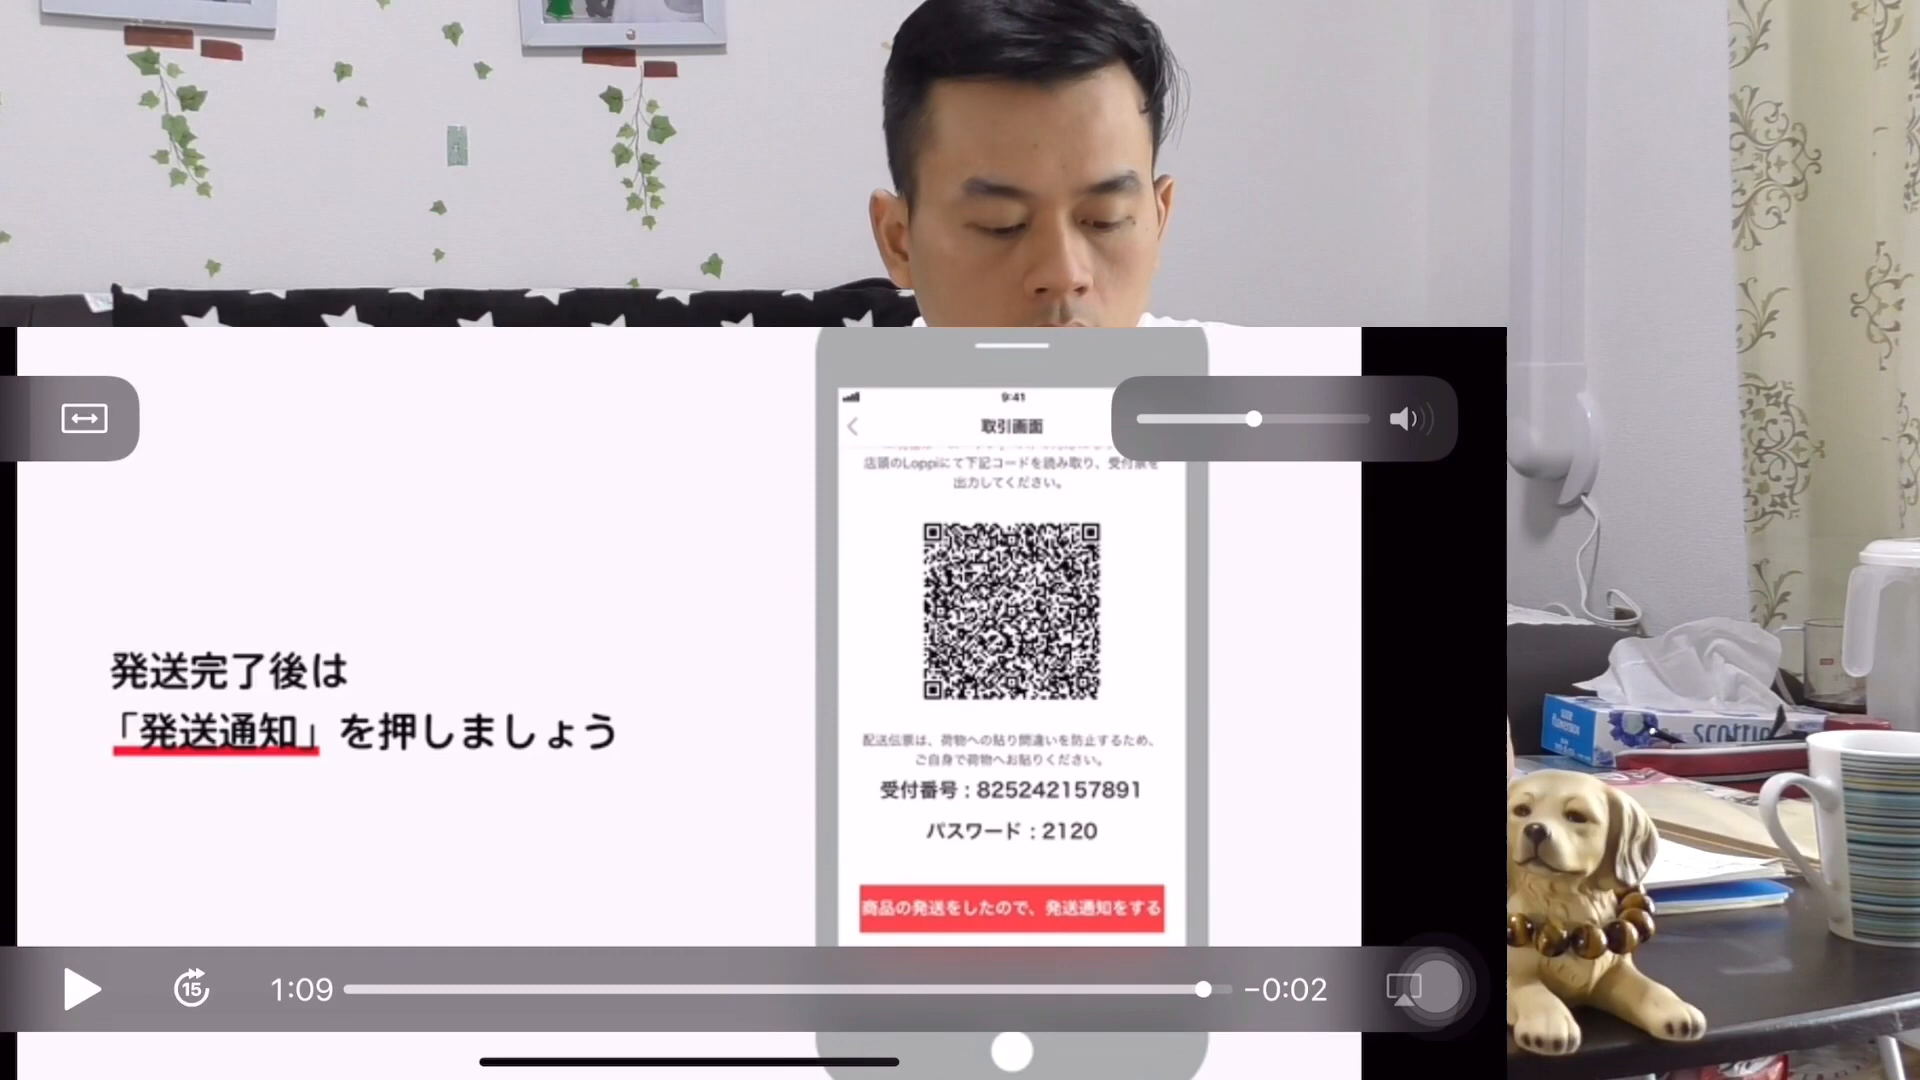 9:41
取引画面
店頭のLoppiにて下記コードを読み取り、受付票を
出力してください。
発送完了後は
「発送通知」を押しましょう
配送伝票は、荷物への貼り間違いを防止するため、
ご自身で荷物へお貼りください。
受付番号：825242157891
パスワード：2120
商品の発送をしたので、発送通知をする
15
1:09
−0:02
scottie